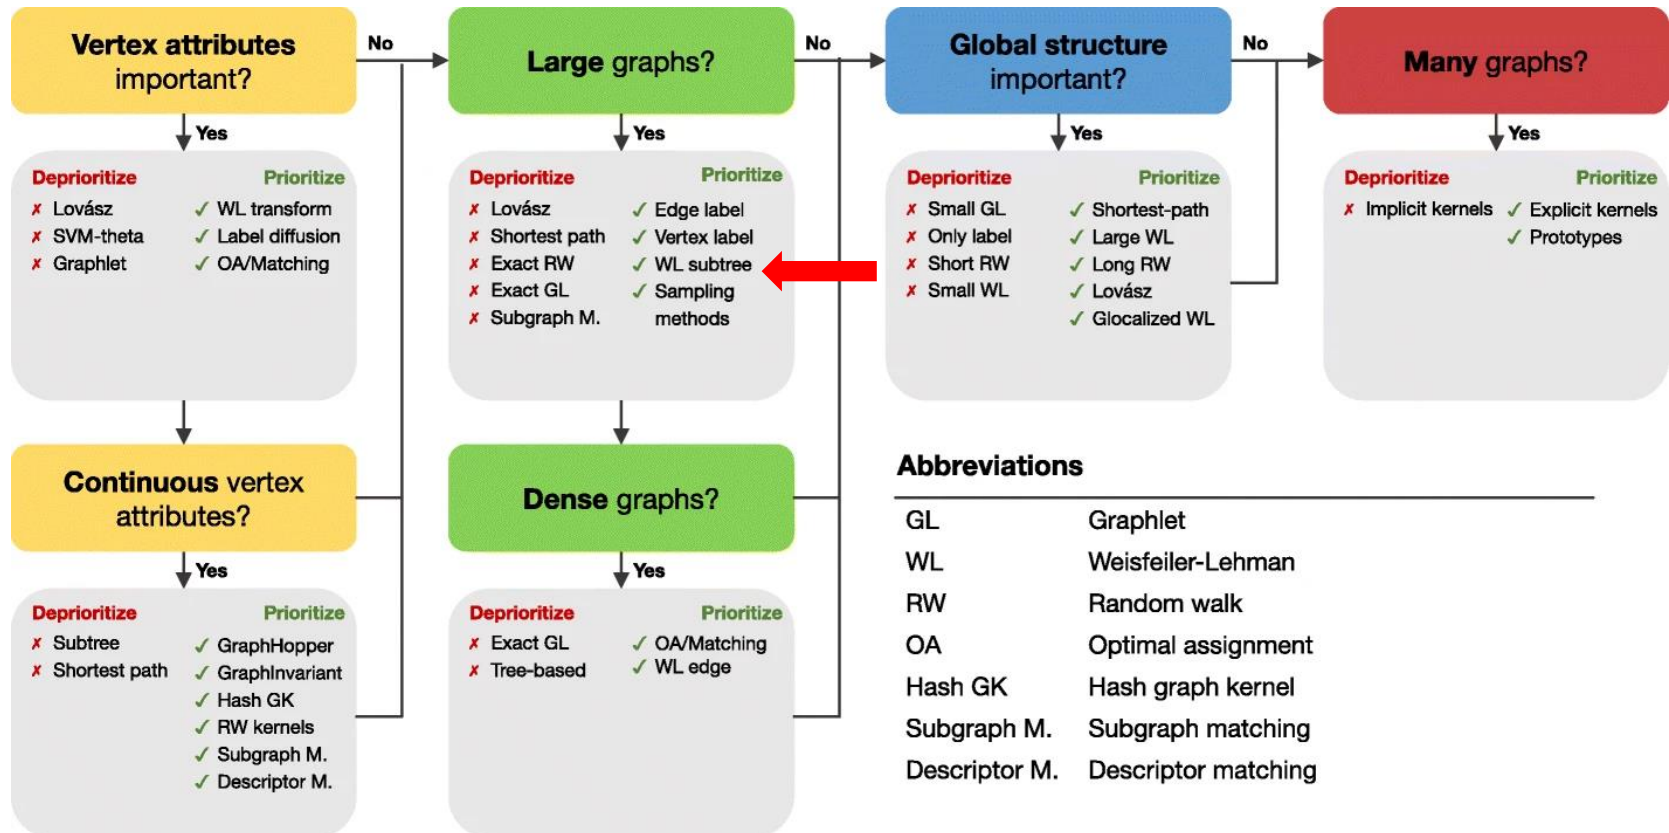 Vertex attributes
important?
No
Large graphs?
No
Global structure
important?
No
Many graphs?
Yes
Yes
Yes
Yes
Deprioritize
Prioritize
✗ Lovász
✗ SVM-theta
✗ Graphlet
✓ WL transform
✓ Label diffusion
✓ OA/Matching
Deprioritize
Prioritize
✗ Lovász
✗ Shortest path
✗ Exact RW
✗ Exact GL
✗ Subgraph M.
✓ Edge label
✓ Vertex label
✓ WL subtree
✓ Sampling
methods
Deprioritize
Prioritize
✗ Small GL
✗ Only label
✗ Short RW
✗ Small WL
✓ Shortest-path
✓ Large WL
✓ Long RW
✓ Lovász
✓ Glocalized WL
Deprioritize
Prioritize
✗ Implicit kernels
✓ Explicit kernels
✓ Prototypes
Continuous vertex
attributes?
Yes
Deprioritize
Prioritize
✗ Subtree
✗ Shortest path
✓ GraphHopper
✓ GraphInvariant
✓ Hash GK
✓ RW kernels
✓ Subgraph M.
✓ Descriptor M.
Dense graphs?
Yes
Deprioritize
Prioritize
✗ Exact GL
✗ Tree-based
✓ OA/Matching
✓ WL edge
Abbreviations
GL Graphlet
WL Weisfeiler-Lehman
RW Random walk
OA Optimal assignment
Hash GK Hash graph kernel
Subgraph M. Subgraph matching
Descriptor M. Descriptor matching